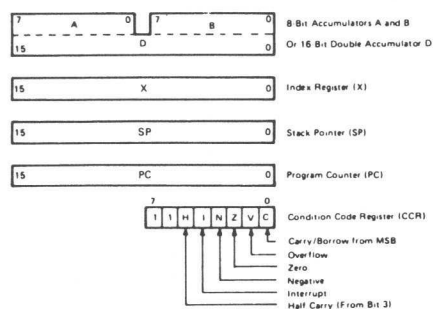 7 A 0 7 B 0 8 Bit Accumulators A and B
15 D 0 Or 16 Bit Double Accumulator D
15 X 0 Index Register (X)
15 SP 0 Stack Pointer (SP)
15 PC 0 Program Counter (PC)
7 0
1 1 H I N Z V C Condition Code Register (CCR)
Carry/Borrow from MSB
Overflow
Zero
Negative
Interrupt
Half Carry (From Bit 3)